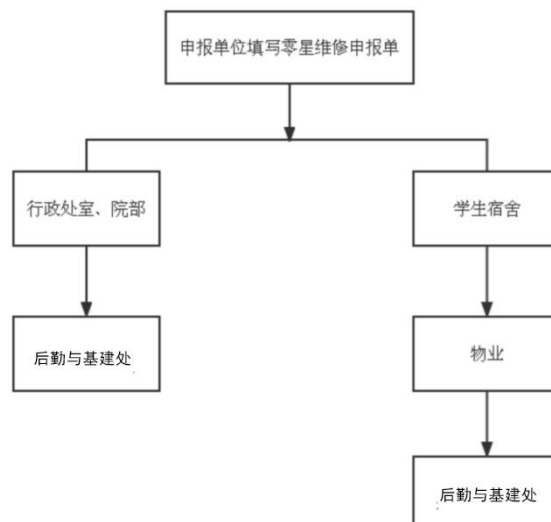 申报单位填写零星维修申报单
行政处室、院部
学生宿舍
后勤与基建处
物业
后勤与基建处